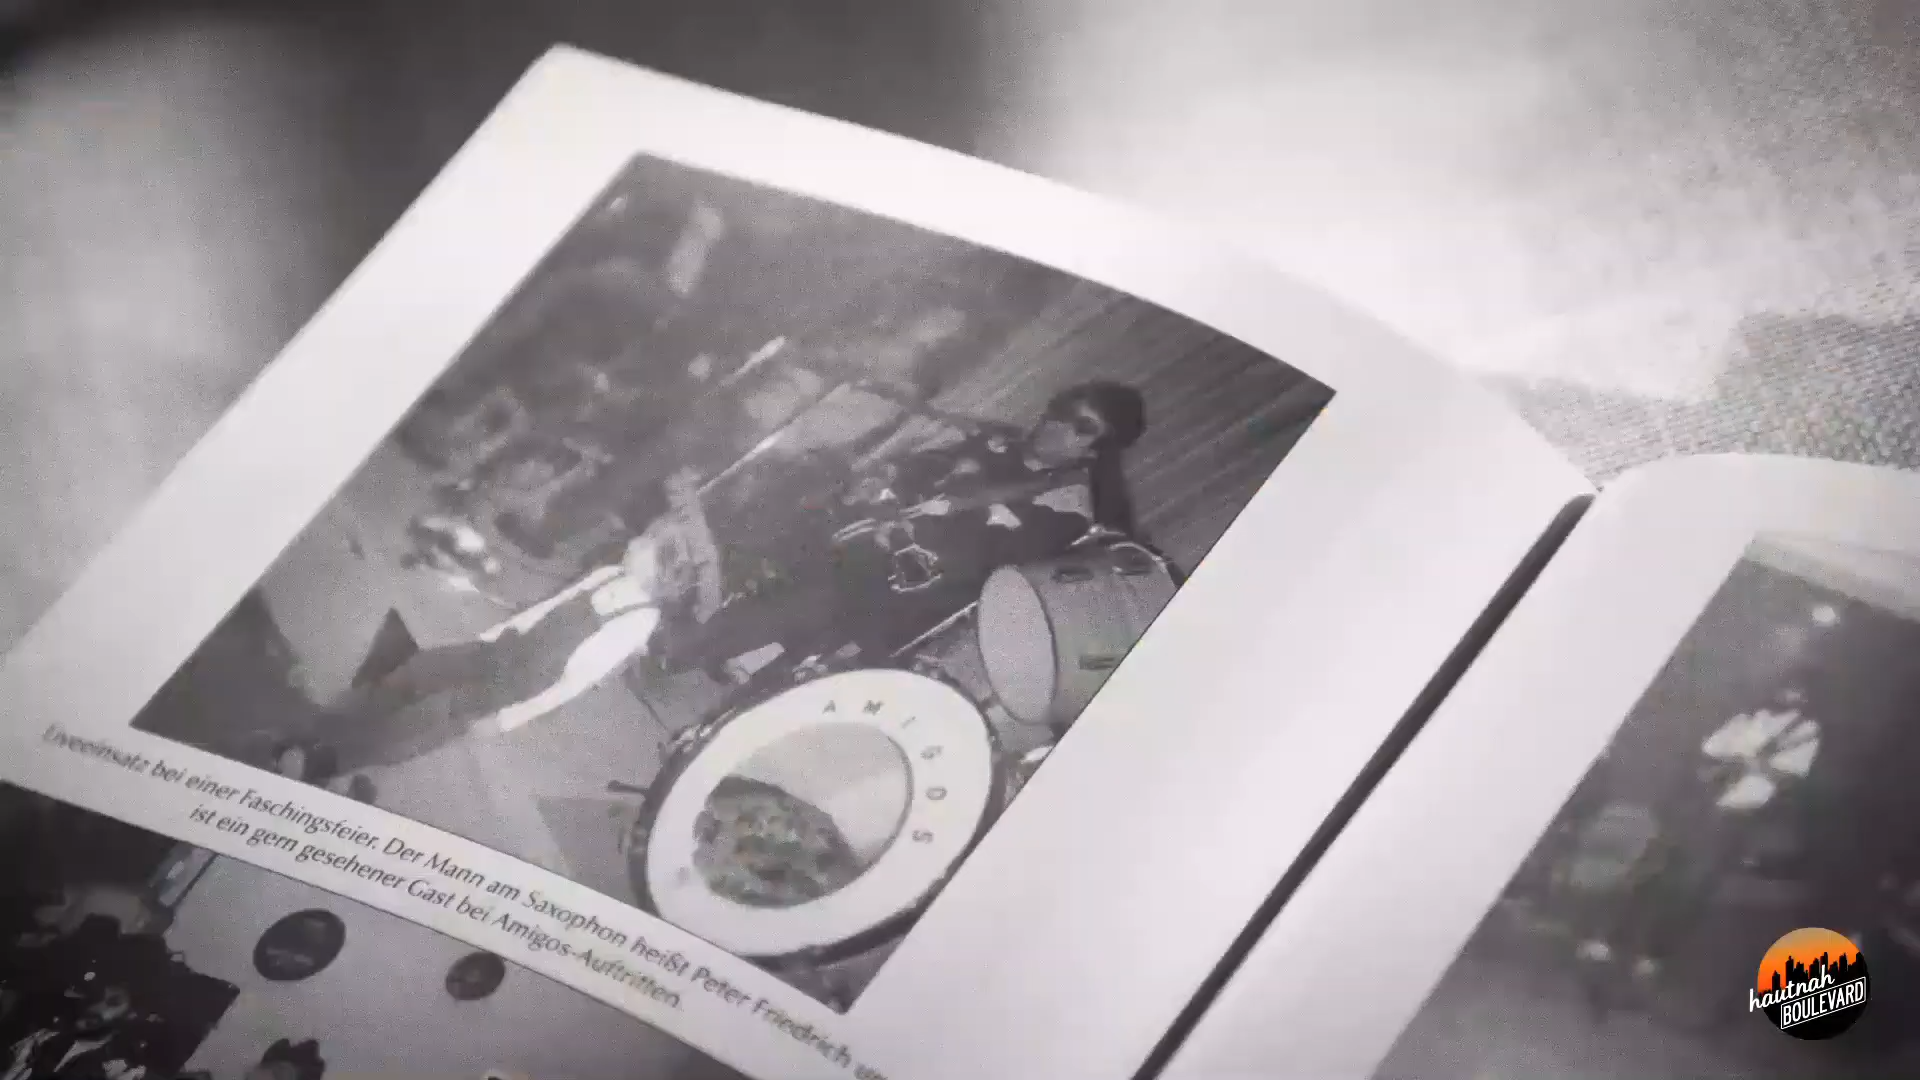 AMIGOS
Liveeinsatz bei einer Faschingsfeier. Der Mann am Saxophon heißt Peter Friedrich
ist ein gern gesehener Gast bei Amigos-Auftritten.
hautnah
BOULEVARD